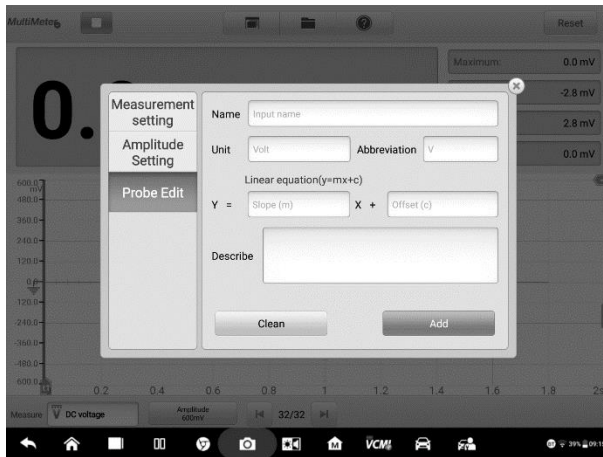 MultiMeter
Reset
Maximum: 0.0 mV
-2.8 mV
2.8 mV
0.0 mV
0.
Measurement setting
Amplitude Setting
Probe Edit
Name Input name
Unit Volt Abbreviation V
Linear equation(y=mx+c)
Y = Slope (m) X + Offset (c)
Describe
Clean Add
600.0
mV
480.0
360.0
240.0
120.0
0.0
120.0
-240.0
-360.0
-480.0
600.0
0.2 0.4 0.6 0.8 1 1.2 1.4 1.6 1.8 2s
Measure DC voltage Amplitude 600mV 32/32
M VCMI 39% 09:15